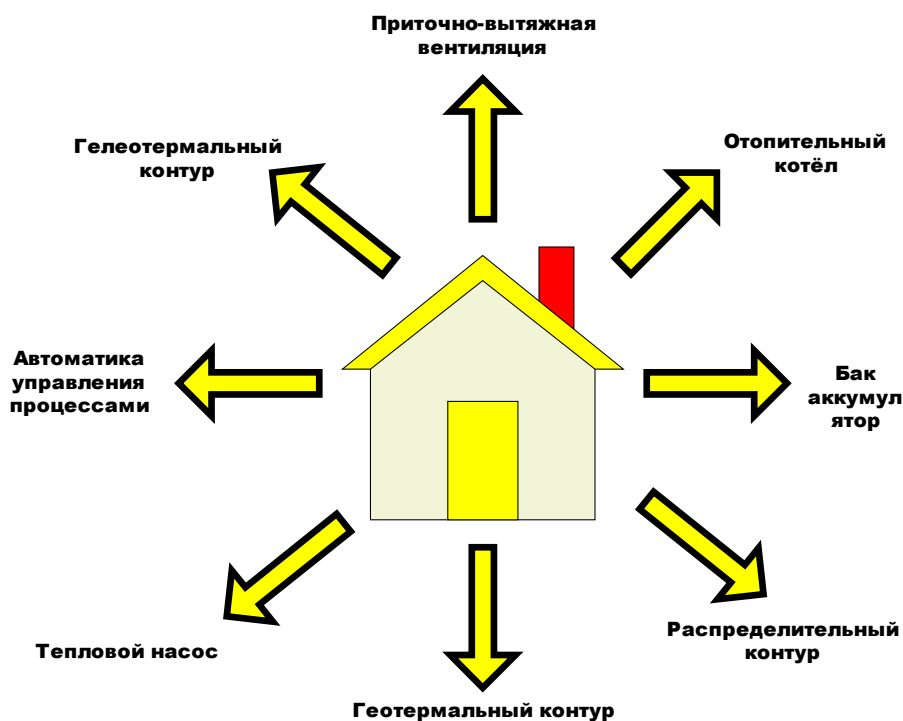 Приточно-вытяжная
вентиляция
Гелеотермальный
контур
Отопительный
котёл
Автоматика
управления
процессами
Бак
аккумул
ятор
Тепловой насос
Распределительный
контур
Геотермальный контур